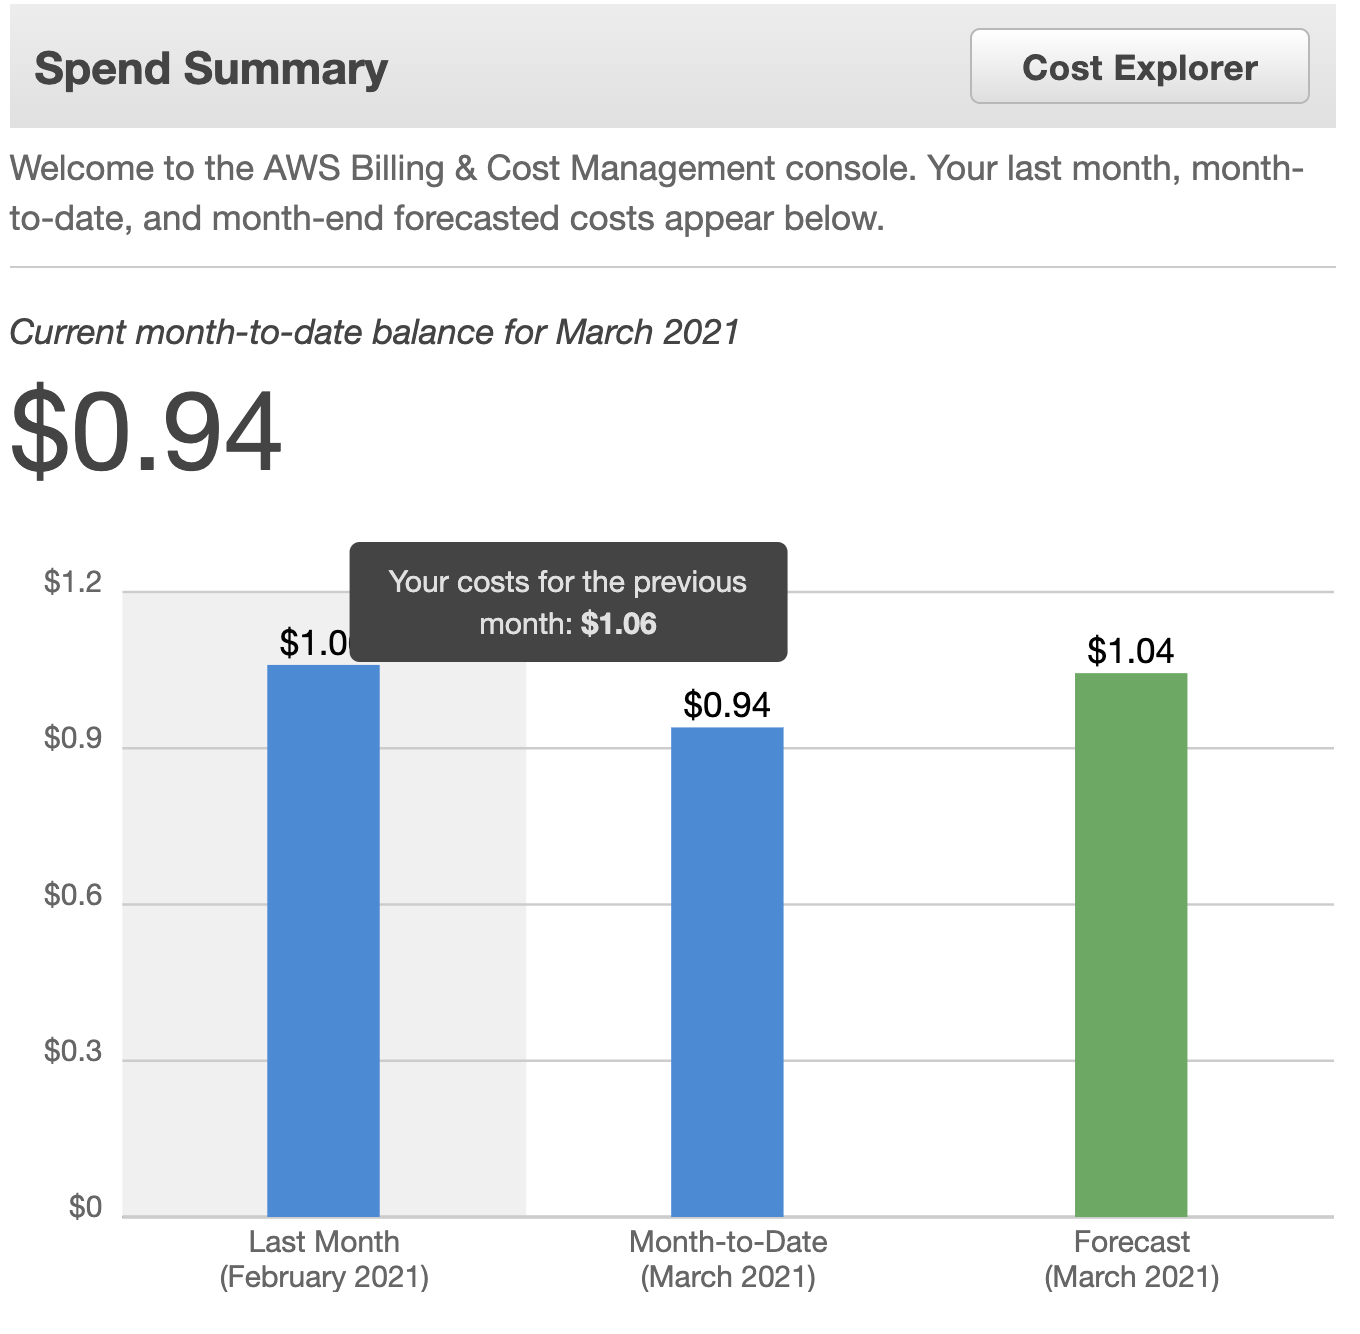 Spend Summary
Cost Explorer
Welcome to the AWS Billing & Cost Management console. Your last month, month-
to-date, and month-end forecasted costs appear below.
Current month-to-date balance for March 2021
$0.94
$1.2
Your costs for the previous
month: $1.06
$1.0
$0.94
$1.04
$0.9
$0.6
$0.3
$0
Last Month
(February 2021)
Month-to-Date
(March 2021)
Forecast
(March 2021)